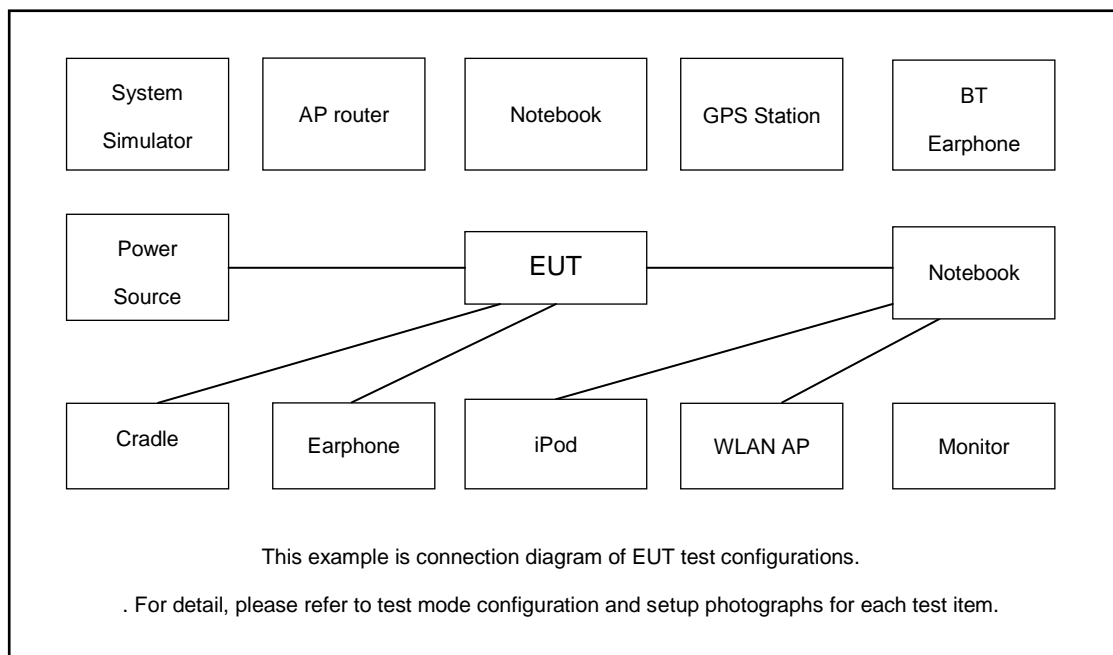 System
Simulator
AP router
Notebook
GPS Station
BT
Earphone
Power
Source
EUT
Notebook
Cradle
Earphone
iPod
WLAN AP
Monitor
This example is connection diagram of EUT test configurations.
. For detail, please refer to test mode configuration and setup photographs for each test item.